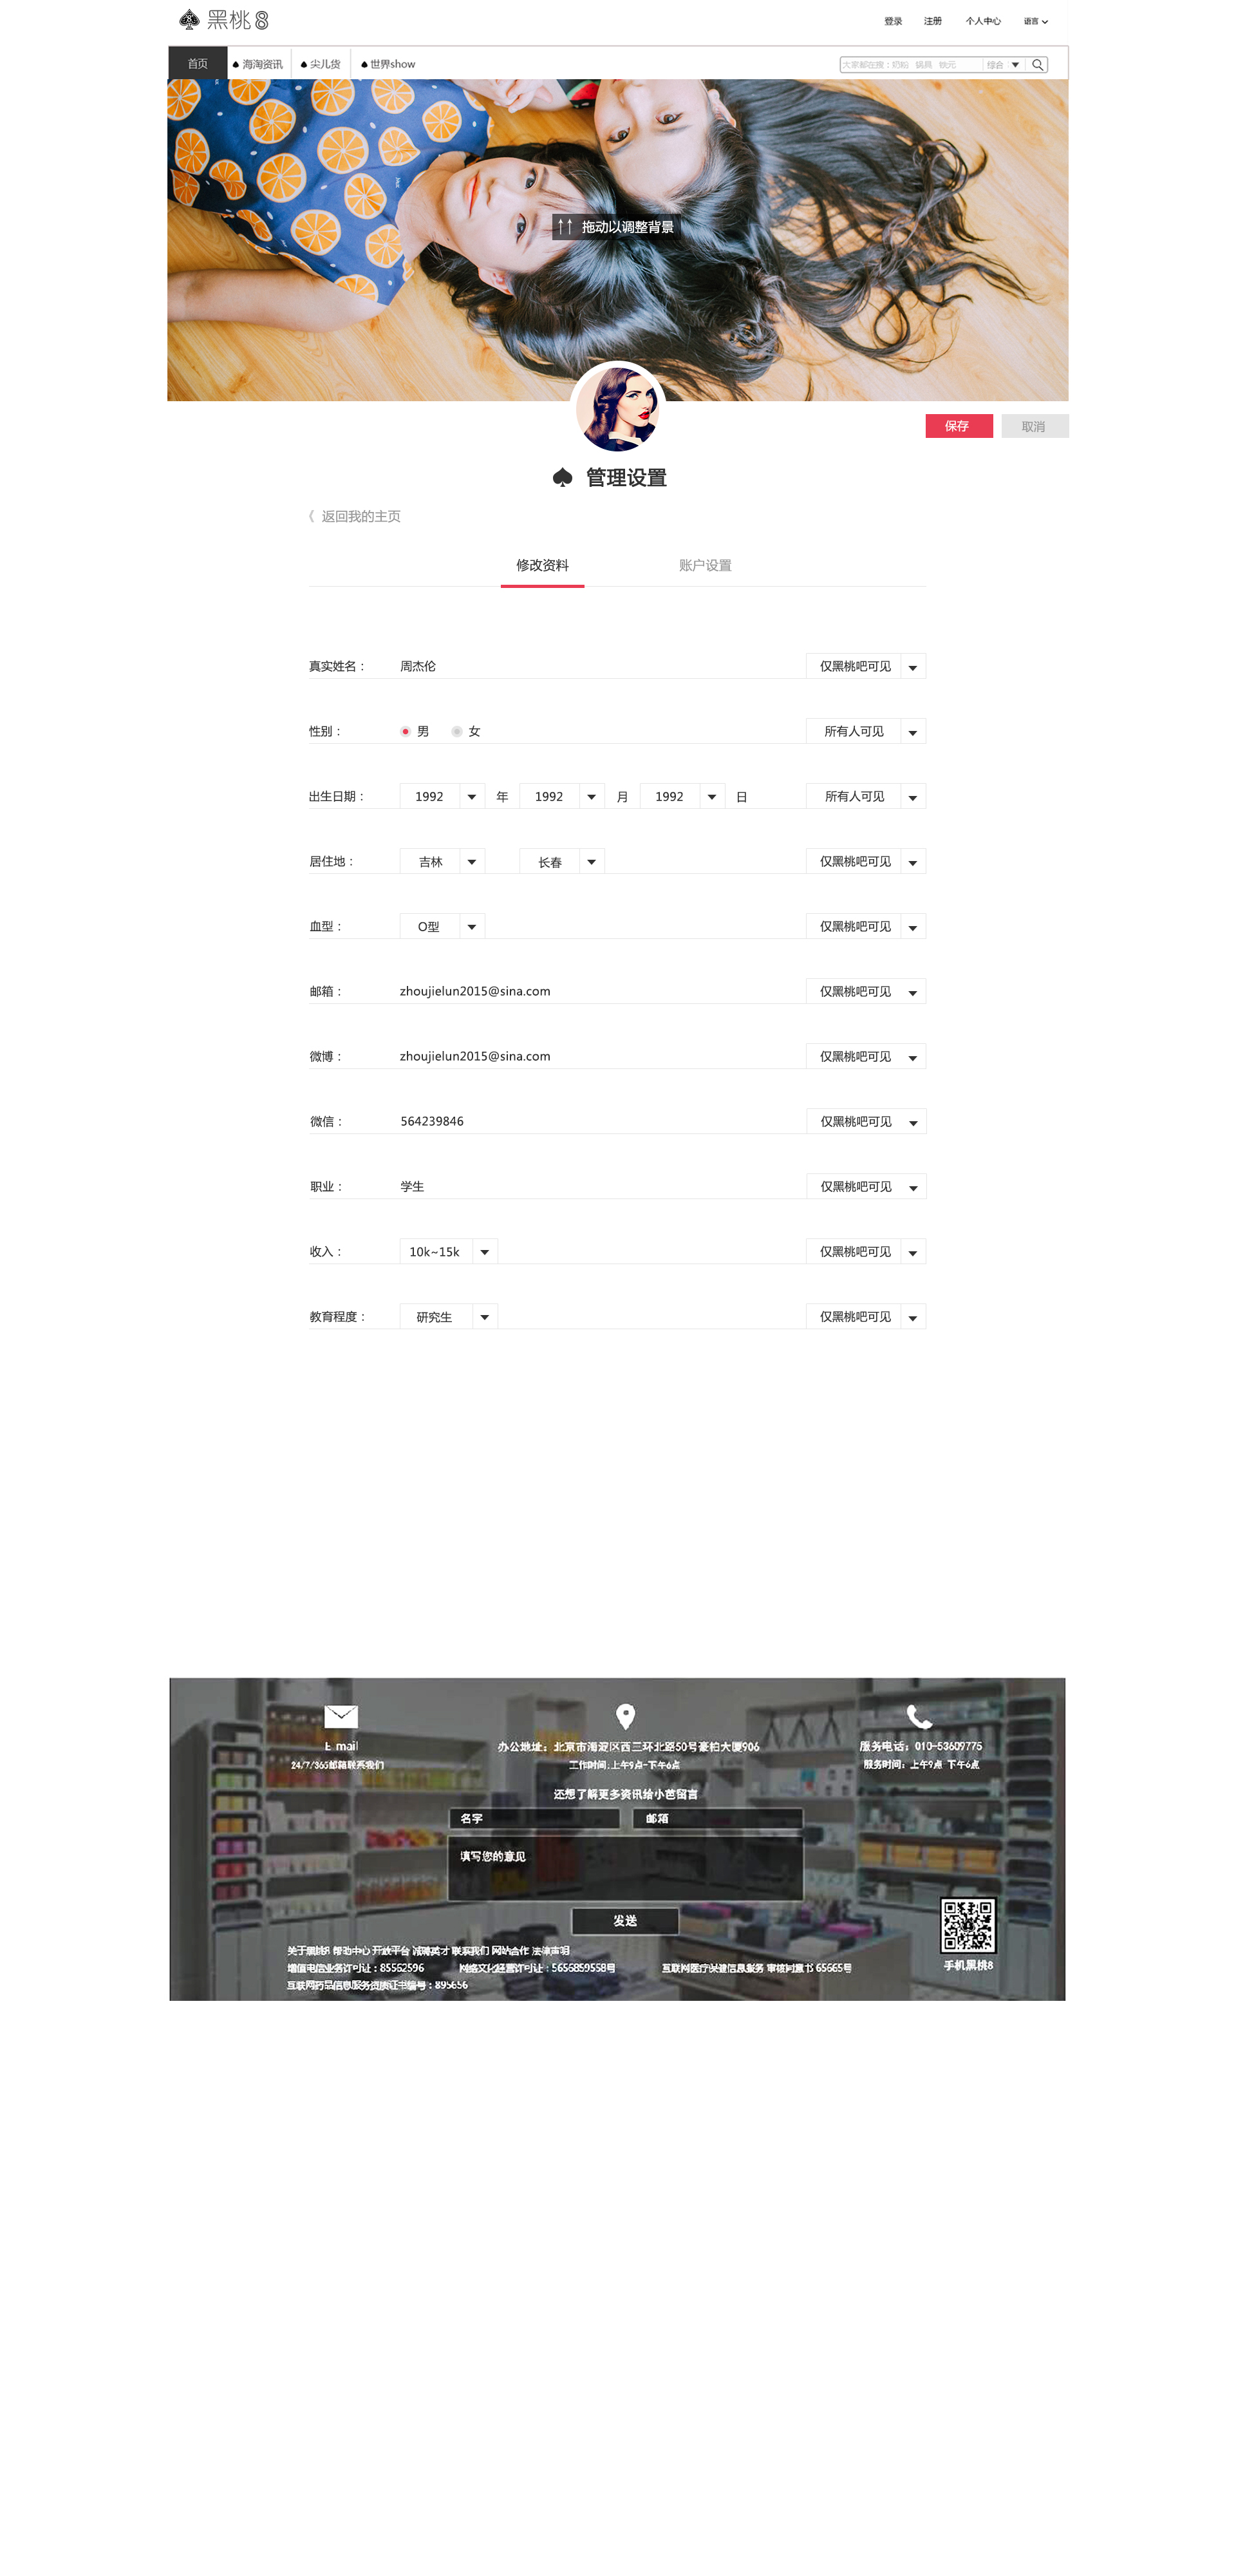 黑桃8
登录 注册 个人中心 语言
首页 海淘资讯 尖儿货 世界show
大家都在搜：奶粉 锅具 铁元 综合
拖动以调整背景
保存 取消
管理设置
《 返回我的主页
修改资料 账户设置
真实姓名： 周杰伦 仅黑桃吧可见
性别： 男 女 所有人可见
出生日期： 1992 年 1992 月 1992 日 所有人可见
居住地： 吉林 长春 仅黑桃吧可见
血型： O型 仅黑桃吧可见
邮箱： zhoujielun2015@sina.com 仅黑桃吧可见
微博： zhoujielun2015@sina.com 仅黑桃吧可见
微信： 564239846 仅黑桃吧可见
职业： 学生 仅黑桃吧可见
收入： 10k~15k 仅黑桃吧可见
教育程度： 研究生 仅黑桃吧可见
E mail 办公地址：北京市海淀区西三环北路50号豪柏大厦906 服务电话：010-53609775
24/7/365邮箱联系我们 工作时间:上午9点-下午6点 服务时间：上午9点 下午6点
还想了解更多资讯给小芭留言
名字 邮箱
填写您的意见
发送
关于黑桃8 帮助中心 开放平台 诚聘英才 联系我们 网站合作 法律声明
增值电信业务许可证：85562596 网络文化经营许可证：5656859558号 互联网医疗保健信息服务 审核同意书 65665号
互联网药品信息服务资质证书编号：895656
手机黑桃8